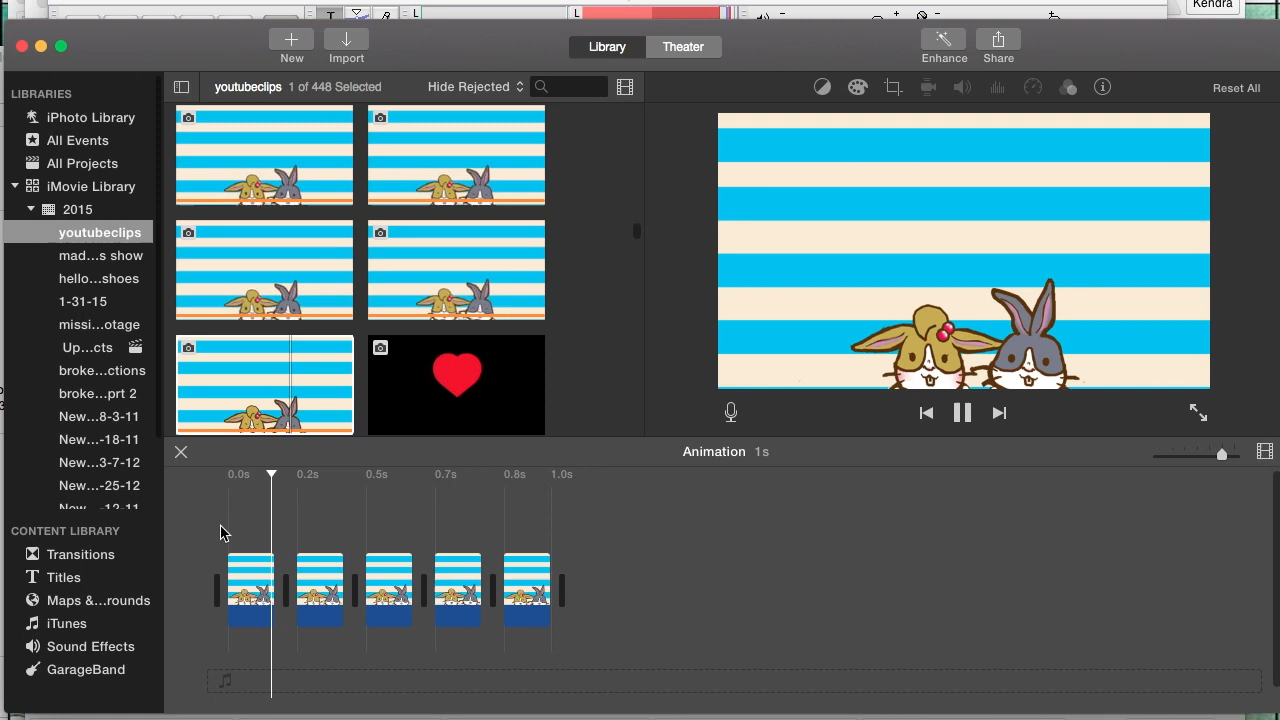 Kendra
L
L
T
New
Import
Library
Theater
Enhance
Share
LIBRARIES
iPhoto Library
All Events
All Projects
iMovie Library
2015
youtubeclips
mad...s show
hello...shoes
1-31-15
missi...otage
Up...cts
broke...ctions
broke...prt 2
New...8-3-11
New...-18-11
New...3-7-12
New...-25-12
New...-12-11
CONTENT LIBRARY
Transitions
Titles
Maps &...rounds
iTunes
Sound Effects
GarageBand
youtubeclips 1 of 448 Selected
Hide Rejected
Reset All
Animation 1s
0.0s 0.2s 0.5s 0.7s 0.8s 1.0s